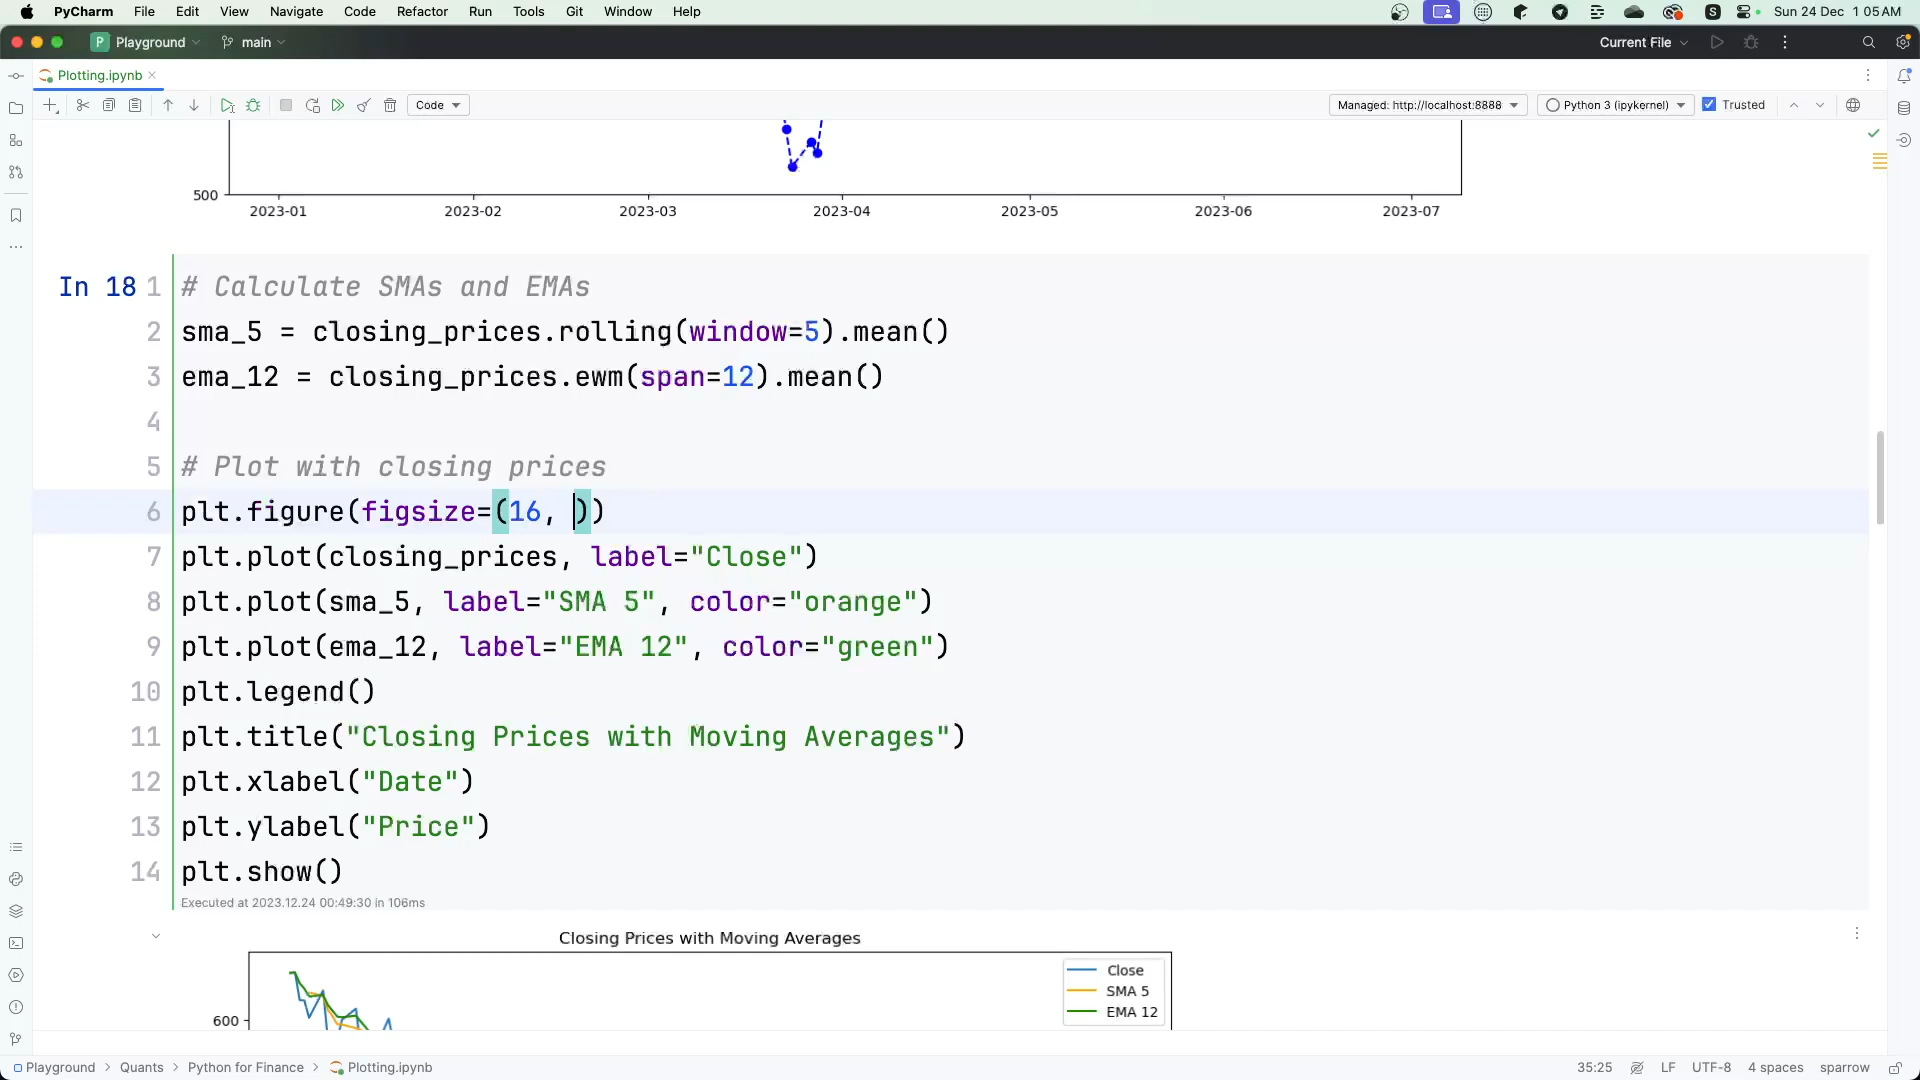 PyCharm File Edit View Navigate Code Refactor Run Tools Git Window Help S Sun 24 Dec 1 05 AM
P Playground main Current File
Plotting.ipynb
Code Managed: http://localhost:8888 Python 3 (ipykernel) Trusted
500
2023-01 2023-02 2023-03 2023-04 2023-05 2023-06 2023-07
In 18 1 # Calculate SMAs and EMAs
2 sma_5 = closing_prices.rolling(window=5).mean()
3 ema_12 = closing_prices.ewm(span=12).mean()
4
5 # Plot with closing prices
6 plt.figure(figsize=(16, ))
7 plt.plot(closing_prices, label="Close")
8 plt.plot(sma_5, label="SMA 5", color="orange")
9 plt.plot(ema_12, label="EMA 12", color="green")
10 plt.legend()
11 plt.title("Closing Prices with Moving Averages")
12 plt.xlabel("Date")
13 plt.ylabel("Price")
14 plt.show()
Executed at 2023.12.24 00:49:30 in 106ms
Closing Prices with Moving Averages
Close
SMA 5
EMA 12
600
Playground > Quants > Python for Finance > Plotting.ipynb 35:25 LF UTF-8 4 spaces sparrow